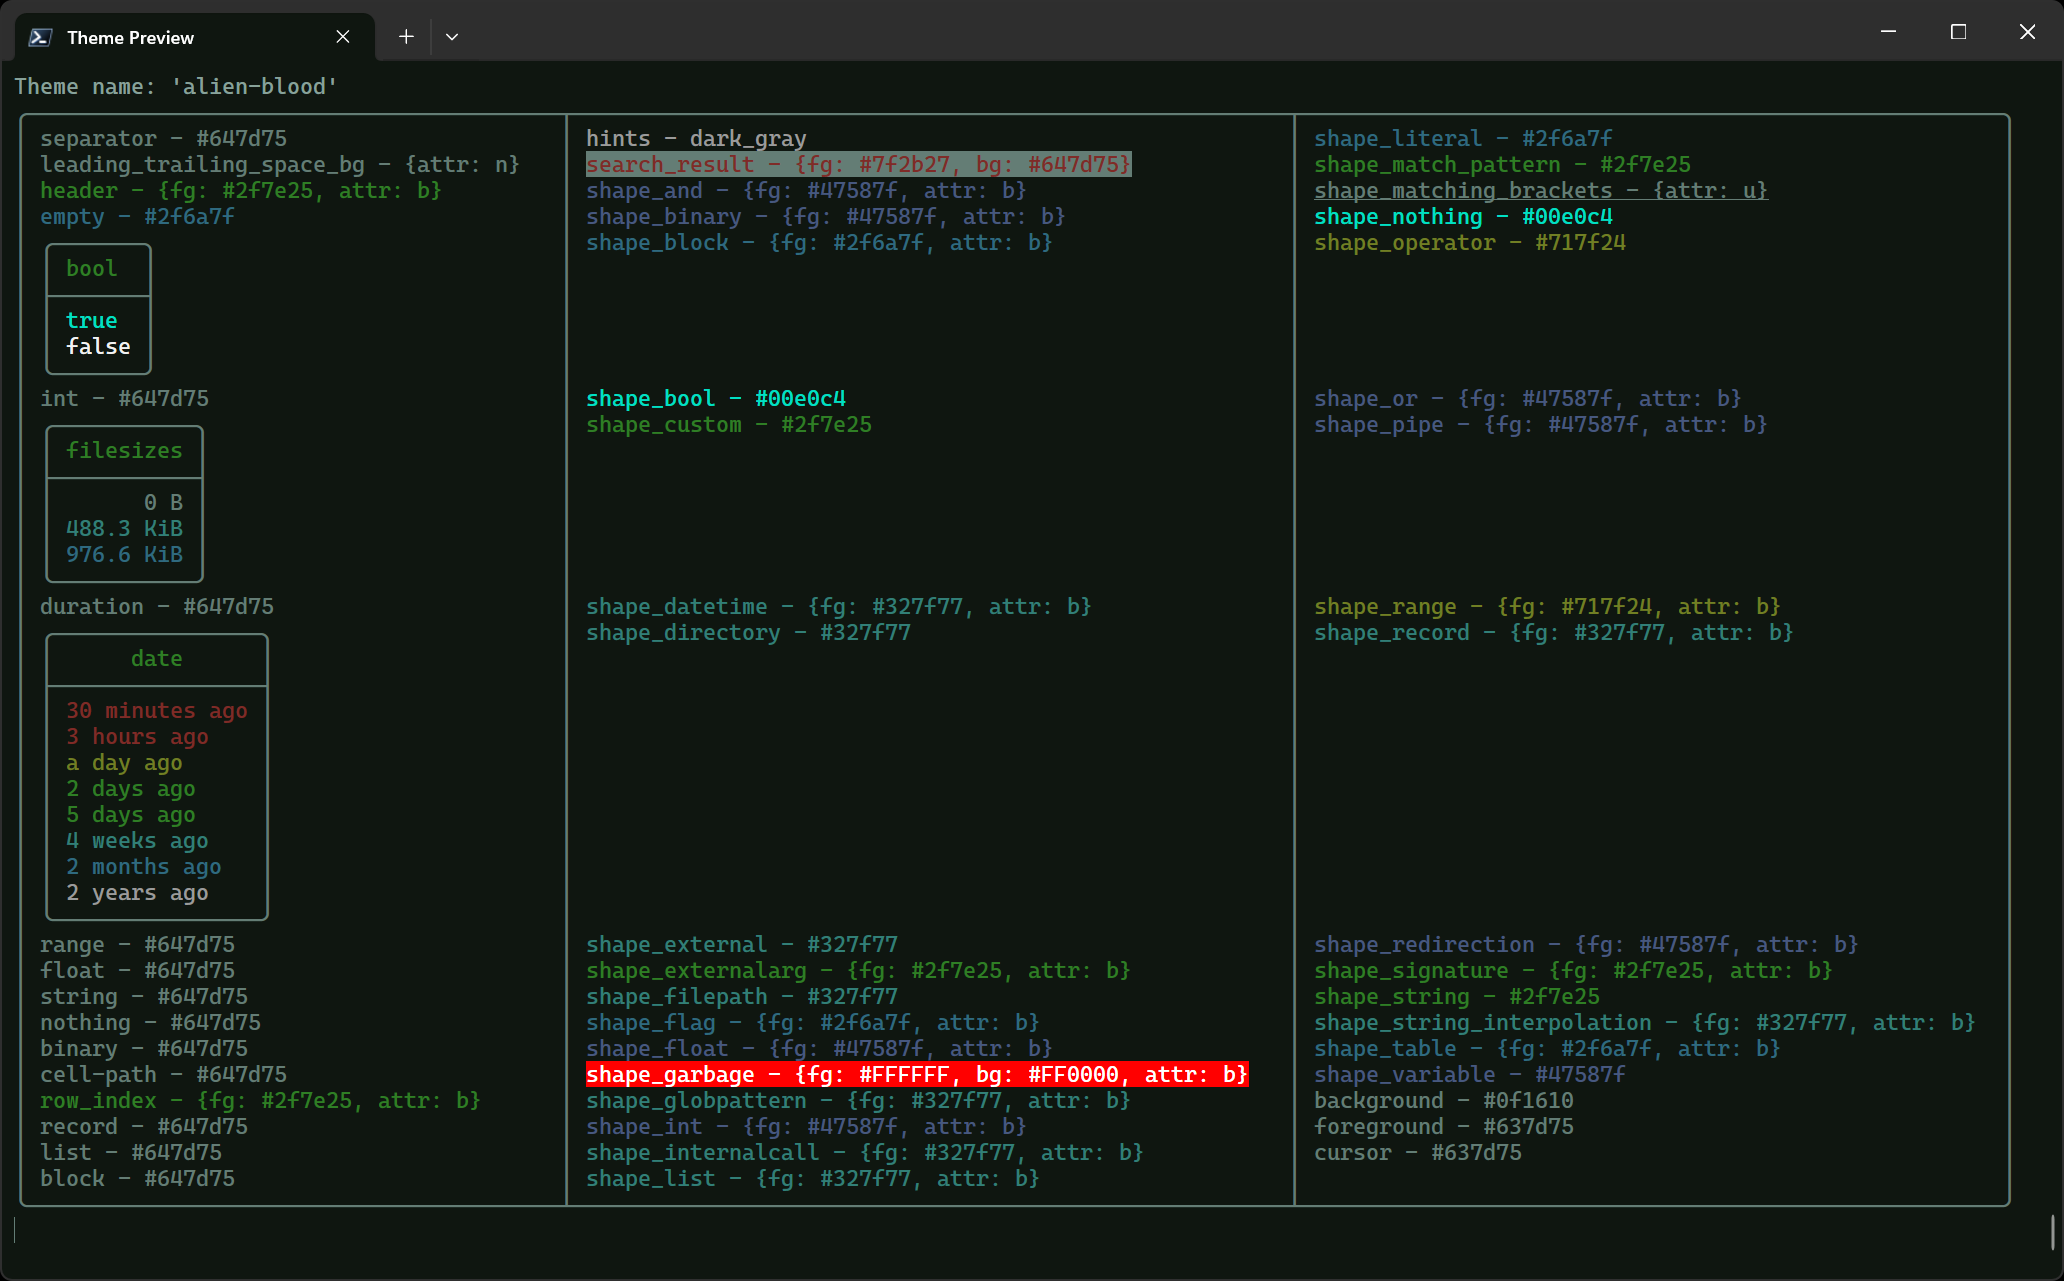 Theme Preview
Theme name: 'alien-blood'
separator - #647d75
leading_trailing_space_bg - {attr: n}
header - {fg: #2f7e25, attr: b}
empty - #2f6a7f
bool
true
false
int - #647d75
filesizes
0 B
488.3 KiB
976.6 KiB
duration - #647d75
date
30 minutes ago
3 hours ago
a day ago
2 days ago
5 days ago
4 weeks ago
2 months ago
2 years ago
range - #647d75
float - #647d75
string - #647d75
nothing - #647d75
binary - #647d75
cell-path - #647d75
row_index - {fg: #2f7e25, attr: b}
record - #647d75
list - #647d75
block - #647d75
hints - dark_gray
search_result - {fg: #7f2b27, bg: #647d75}
shape_and - {fg: #47587f, attr: b}
shape_binary - {fg: #47587f, attr: b}
shape_block - {fg: #2f6a7f, attr: b}
shape_bool - #00e0c4
shape_custom - #2f7e25
shape_datetime - {fg: #327f77, attr: b}
shape_directory - #327f77
shape_external - #327f77
shape_externalarg - {fg: #2f7e25, attr: b}
shape_filepath - #327f77
shape_flag - {fg: #2f6a7f, attr: b}
shape_float - {fg: #47587f, attr: b}
shape_garbage - {fg: #FFFFFF, bg: #FF0000, attr: b}
shape_globpattern - {fg: #327f77, attr: b}
shape_int - {fg: #47587f, attr: b}
shape_internalcall - {fg: #327f77, attr: b}
shape_list - {fg: #327f77, attr: b}
shape_literal - #2f6a7f
shape_match_pattern - #2f7e25
shape_matching_brackets - {attr: u}
shape_nothing - #00e0c4
shape_operator - #717f24
shape_or - {fg: #47587f, attr: b}
shape_pipe - {fg: #47587f, attr: b}
shape_range - {fg: #717f24, attr: b}
shape_record - {fg: #327f77, attr: b}
shape_redirection - {fg: #47587f, attr: b}
shape_signature - {fg: #2f7e25, attr: b}
shape_string - #2f7e25
shape_string_interpolation - {fg: #327f77, attr: b}
shape_table - {fg: #2f6a7f, attr: b}
shape_variable - #47587f
background - #0f1610
foreground - #637d75
cursor - #637d75